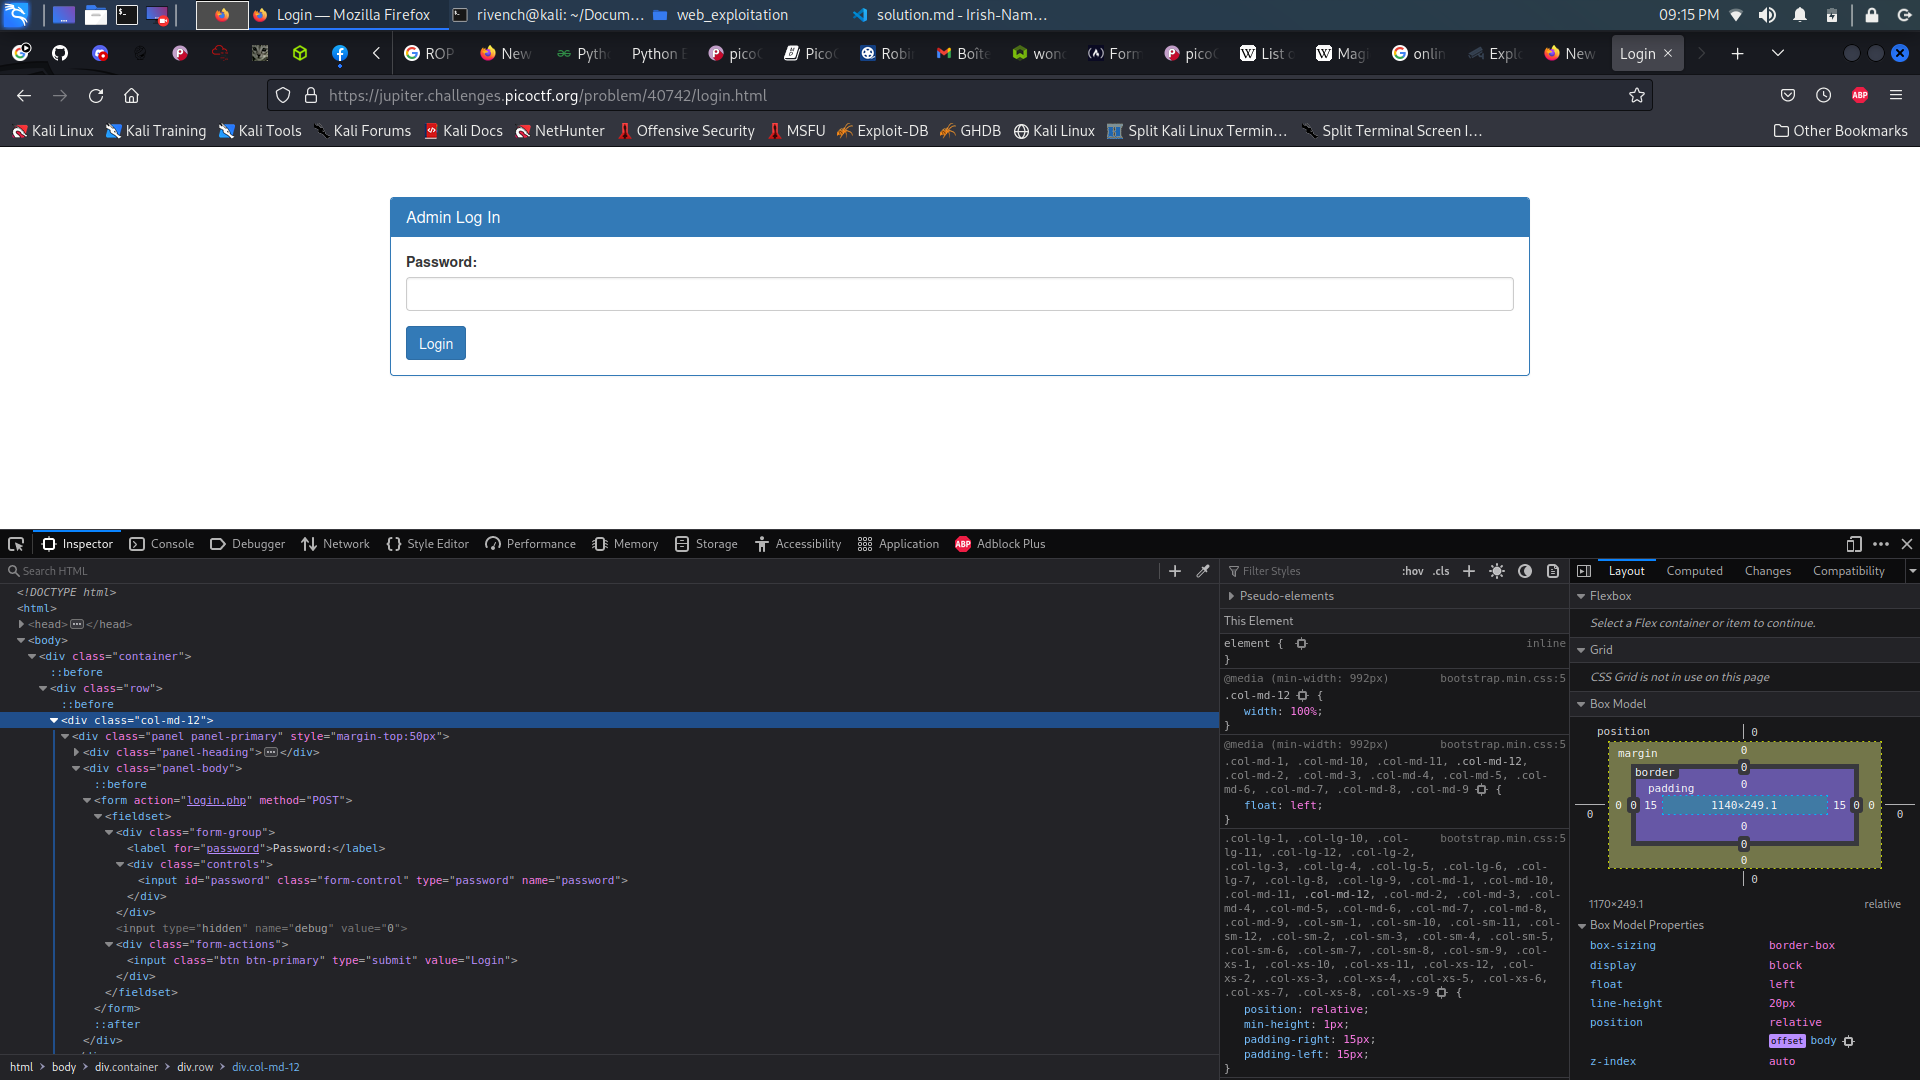 Login — Mozilla Firefox
rivench@kali: ~/Docum...
web_exploitation
solution.md - Irish-Nam...
09:15 PM
ROP
New
Pyth
Python E
pico
Pico
Robi
Boîte
wond
Form
pico
List o
Magi
onlin
Expl
New
Login
https://jupiter.challenges.picoctf.org/problem/40742/login.html
ABP
Kali Linux
Kali Training
Kali Tools
Kali Forums
Kali Docs
NetHunter
Offensive Security
MSFU
Exploit-DB
GHDB
Kali Linux
Split Kali Linux Termin...
Split Terminal Screen I...
Other Bookmarks
Admin Log In
Password:
Login
Inspector
Console
Debugger
Network
Style Editor
Performance
Memory
Storage
Accessibility
Application
ABP Adblock Plus
Search HTML
<!DOCTYPE html>
<html>
<head> </head>
<body>
<div class="container">
::before
<div class="row">
::before
<div class="col-md-12">
<div class="panel panel-primary" style="margin-top:50px">
<div class="panel-heading"> </div>
<div class="panel-body">
::before
<form action="login.php" method="POST">
<fieldset>
<div class="form-group">
<label for="password">Password:</label>
<div class="controls">
<input id="password" class="form-control" type="password" name="password">
</div>
</div>
<input type="hidden" name="debug" value="0">
<div class="form-actions">
<input class="btn btn-primary" type="submit" value="Login">
</div>
</fieldset>
</form>
::after
</div>
html > body > div.container > div.row > div.col-md-12
Filter Styles
:hov .cls
Pseudo-elements
This Element
element { inline
}
@media (min-width: 992px) bootstrap.min.css:5
.col-md-12 {
width: 100%;
}
@media (min-width: 992px) bootstrap.min.css:5
.col-md-1, .col-md-10, .col-md-11, .col-md-12,
.col-md-2, .col-md-3, .col-md-4, .col-md-5, .col-
md-6, .col-md-7, .col-md-8, .col-md-9 {
float: left;
}
.col-lg-1, .col-lg-10, .col- bootstrap.min.css:5
lg-11, .col-lg-12, .col-lg-2,
.col-lg-3, .col-lg-4, .col-lg-5, .col-lg-6, .col-
lg-7, .col-lg-8, .col-lg-9, .col-md-1, .col-md-10,
.col-md-11, .col-md-12, .col-md-2, .col-md-3, .col-
md-4, .col-md-5, .col-md-6, .col-md-7, .col-md-8,
.col-md-9, .col-sm-1, .col-sm-10, .col-sm-11, .col-
sm-12, .col-sm-2, .col-sm-3, .col-sm-4, .col-sm-5,
.col-sm-6, .col-sm-7, .col-sm-8, .col-sm-9, .col-
xs-1, .col-xs-10, .col-xs-11, .col-xs-12, .col-
xs-2, .col-xs-3, .col-xs-4, .col-xs-5, .col-xs-6,
.col-xs-7, .col-xs-8, .col-xs-9 {
position: relative;
min-height: 1px;
padding-right: 15px;
padding-left: 15px;
}
Layout
Computed
Changes
Compatibility
Flexbox
Select a Flex container or item to continue.
Grid
CSS Grid is not in use on this page
Box Model
position 0
margin 0
border 0
padding 0
0 0 0 15 1140×249.1 15 0 0 0
0
0
0
0
1170×249.1 relative
Box Model Properties
box-sizing border-box
display block
float left
line-height 20px
position relative
offset body
z-index auto